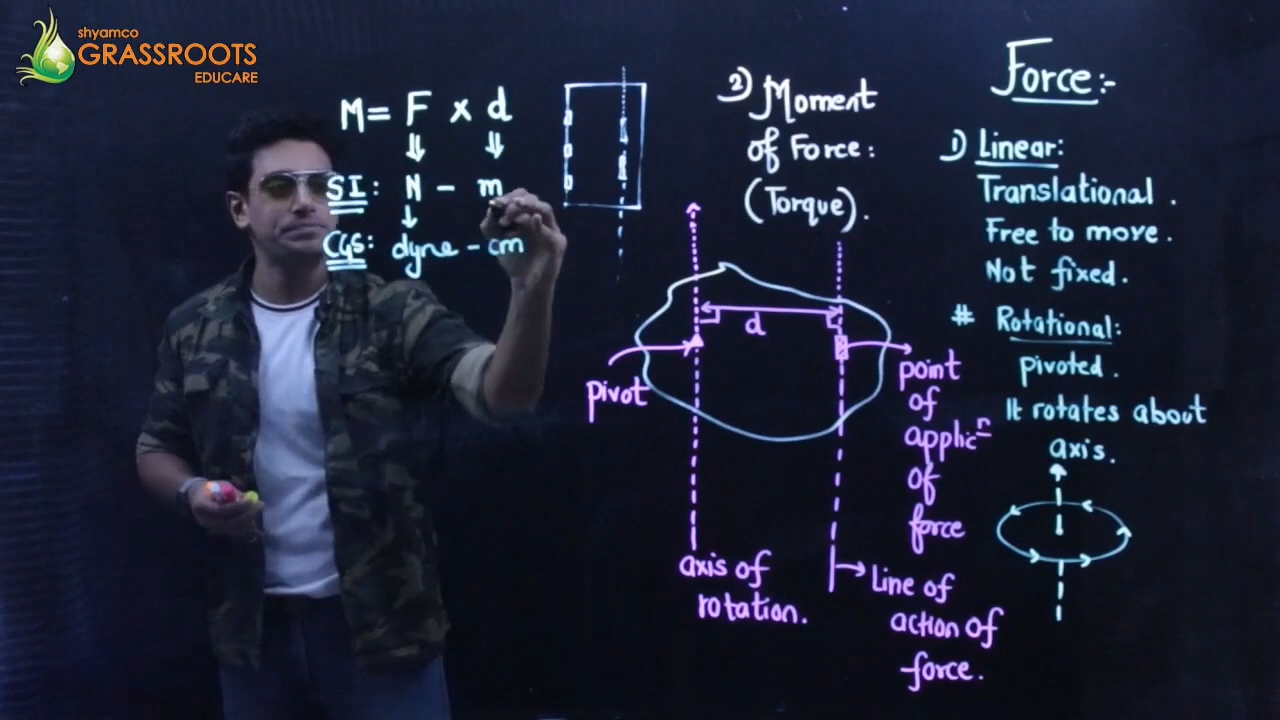 shyamco
GRASSROOTS
EDUCARE
M = F x d
⇓ ⇓
SI: N - m
↓
CGS: dyne - cm
2) Moment
of Force:
(Torque).
d
pivot
axis of
rotation.
point
of
applicⁿ
of
force
Line of
action of
force.
Force:-
1) Linear:
Translational.
Free to move.
Not fixed.
# Rotational:
pivoted.
It rotates about
axis.